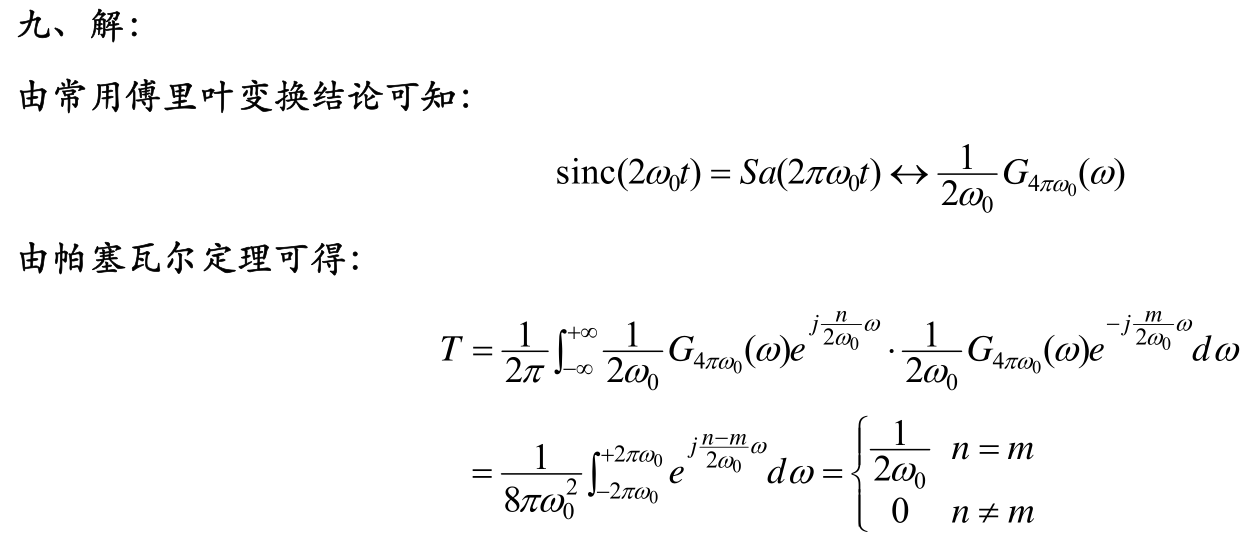 九、解：
由常用傅里叶变换结论可知：
$\mathrm{sinc}(2\omega_0 t) = Sa(2\pi\omega_0 t) \leftrightarrow \frac{1}{2\omega_0} G_{4\pi\omega_0}(\omega)$
由帕塞瓦尔定理可得：
$T = \frac{1}{2\pi} \int_{-\infty}^{+\infty} \frac{1}{2\omega_0} G_{4\pi\omega_0}(\omega) e^{j\frac{n}{2\omega_0}\omega} \cdot \frac{1}{2\omega_0} G_{4\pi\omega_0}(\omega) e^{-j\frac{m}{2\omega_0}\omega} d\omega$
$= \frac{1}{8\pi\omega_0^2} \int_{-2\pi\omega_0}^{+2\pi\omega_0} e^{j\frac{n-m}{2\omega_0}\omega} d\omega = \begin{cases} \frac{1}{2\omega_0} & n = m \\ 0 & n \neq m \end{cases}$